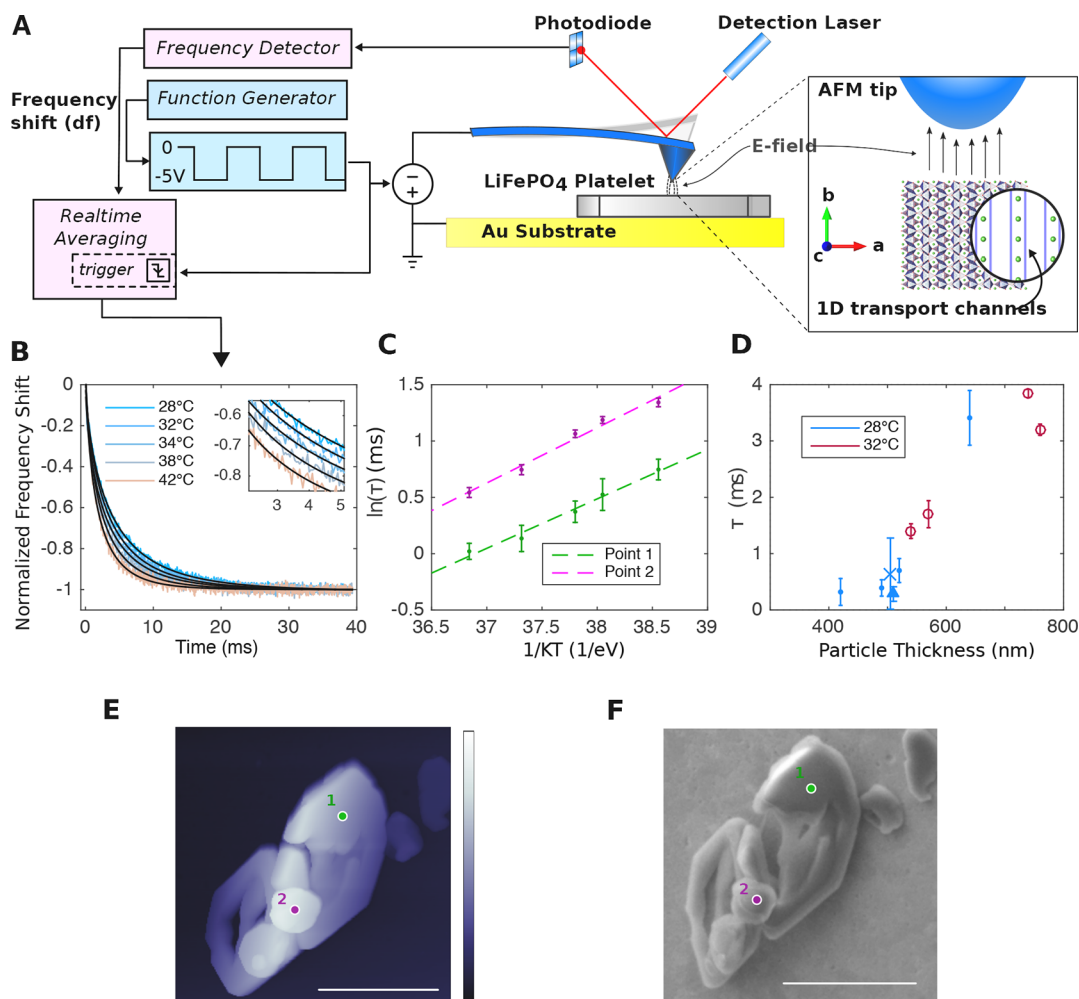 A
Photodiode
Detection Laser
Frequency Detector
Function Generator
Frequency
shift (df)
0
-5V
−
+
E-field
AFM tip
LiFePO4 Platelet
Au Substrate
b
a
c
1D transport channels
Realtime
Averaging
trigger
B
Normalized Frequency Shift
0
-0.2
-0.4
-0.6
-0.8
-1
28°C
32°C
34°C
38°C
42°C
-0.6
-0.7
-0.8
3
4
5
0
10
20
30
40
Time (ms)
C
ln(τ) (ms)
1.5
1
0.5
0
-0.5
Point 1
Point 2
36.5
37
37.5
38
38.5
39
1/KT (1/eV)
D
τ (ms)
4
3
2
1
0
28°C
32°C
400
600
800
Particle Thickness (nm)
E
1
2
F
1
2